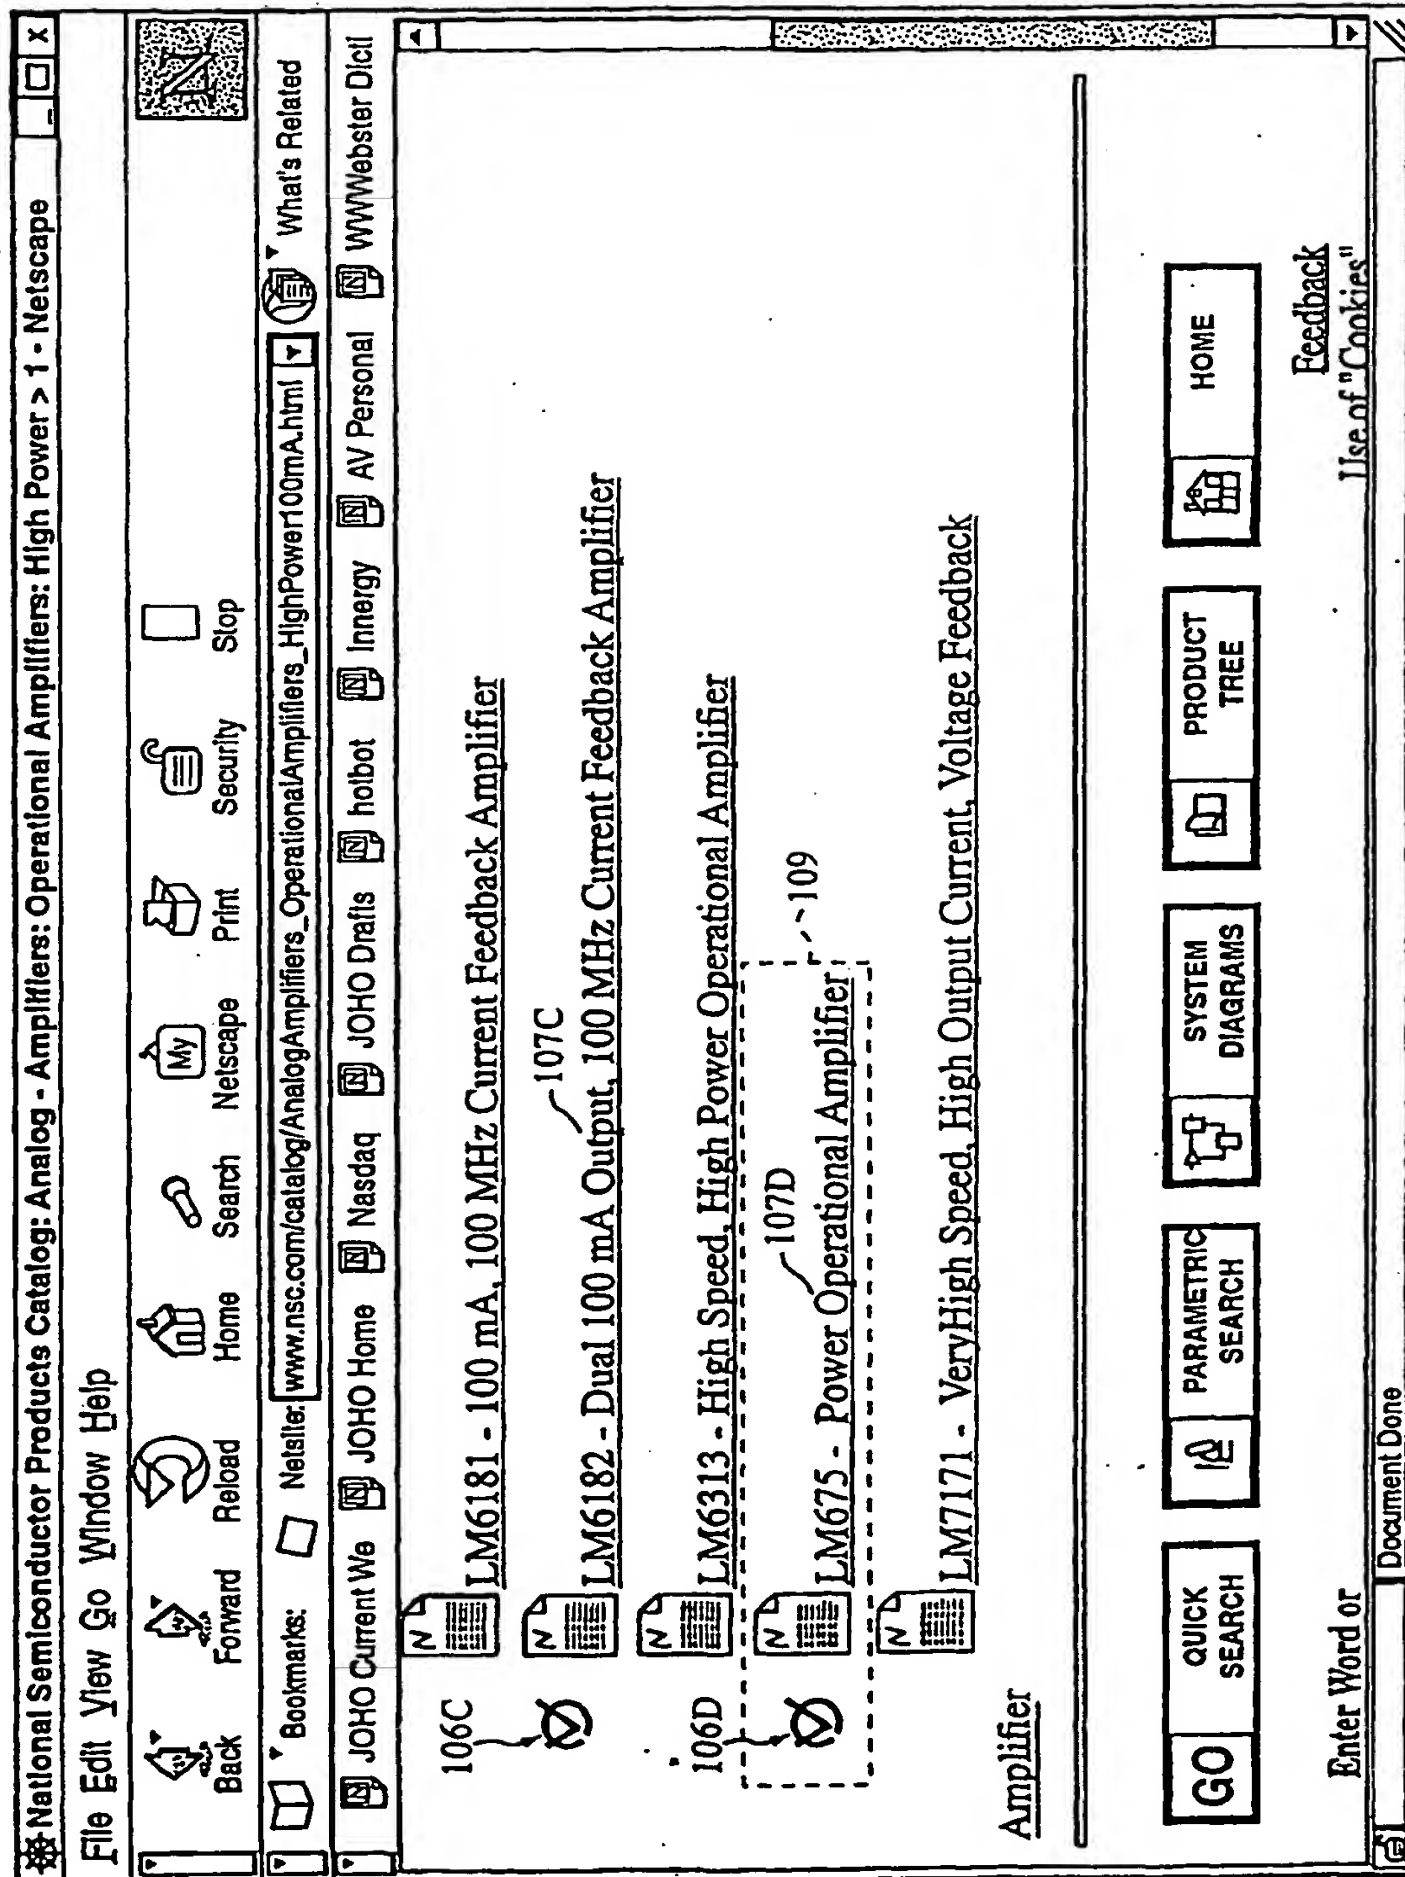 National Semiconductor Products Catalog: Analog - Amplifiers: Operational Amplifiers: High Power > 1 - Netscape
_ □ X
File Edit View Go Window Help
Back Forward Reload Home Search Netscape Print Security Stop
My
N
Bookmarks: Netsite: www.nsc.com/catalog/AnalogAmplifiers_OperationalAmplifiers_HighPower100mA.html What's Related
JOHO Current We JOHO Home Nasdaq JOHO Drafts hotbot Innergy AV Personal WWWebster Dicti
N LM6181 - 100 mA, 100 MHz Current Feedback Amplifier
106C
107C
N LM6182 - Dual 100 mA Output, 100 MHz Current Feedback Amplifier
N LM6313 - High Speed, High Power Operational Amplifier
106D
107D
109
N LM675 - Power Operational Amplifier
N LM7171 - VeryHigh Speed, High Output Current, Voltage Feedback
Amplifier
GO QUICK SEARCH
PARAMETRIC SEARCH
SYSTEM DIAGRAMS
PRODUCT TREE
HOME
Feedback
Enter Word or Use of "Cookies"
Document Done